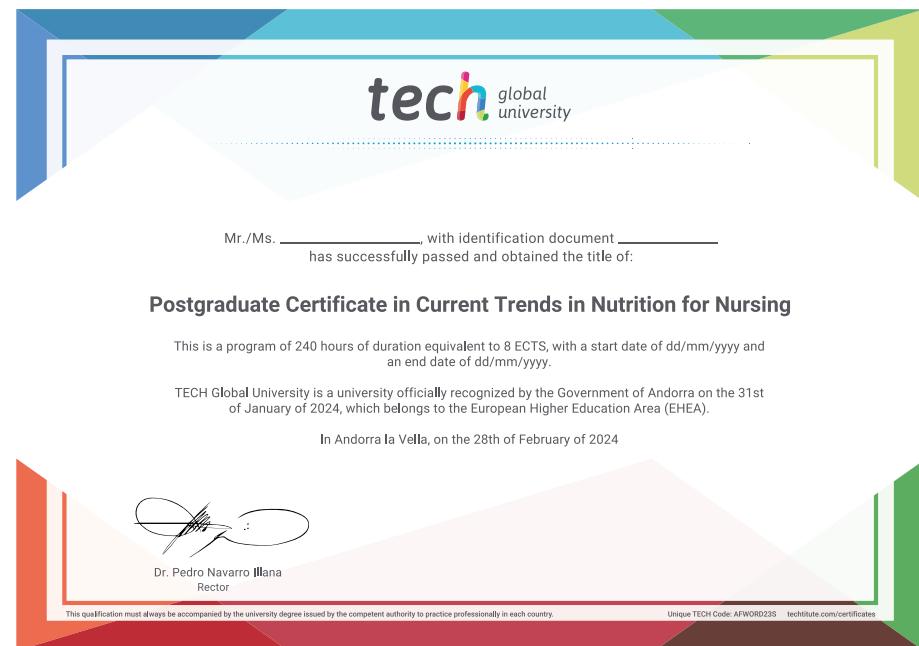 tech global university
Mr./Ms. ____________, with identification document ____________
has successfully passed and obtained the title of:
Postgraduate Certificate in Current Trends in Nutrition for Nursing
This is a program of 240 hours of duration equivalent to 8 ECTS, with a start date of dd/mm/yyyy and
an end date of dd/mm/yyyy.
TECH Global University is a university officially recognized by the Government of Andorra on the 31st
of January of 2024, which belongs to the European Higher Education Area (EHEA).
In Andorra la Vella, on the 28th of February of 2024
Dr. Pedro Navarro Illana
Rector
This qualification must always be accompanied by the university degree issued by the competent authority to practice professionally in each country.
Unique TECH Code: AFWORD23S techtitute.com/certificates